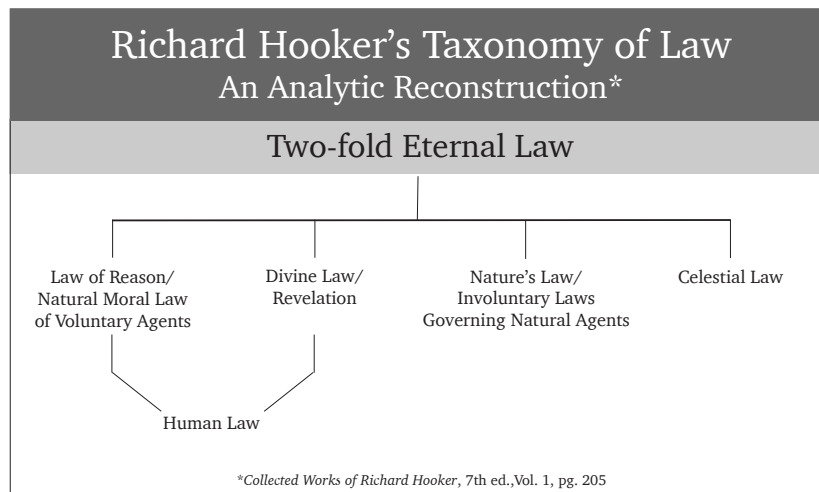 Richard Hooker’s Taxonomy of Law
An Analytic Reconstruction*
Two-fold Eternal Law
Law of Reason/
Natural Moral Law
of Voluntary Agents
Divine Law/
Revelation
Nature’s Law/
Involuntary Laws
Governing Natural Agents
Celestial Law
Human Law
*Collected Works of Richard Hooker, 7th ed.,Vol. 1, pg. 205